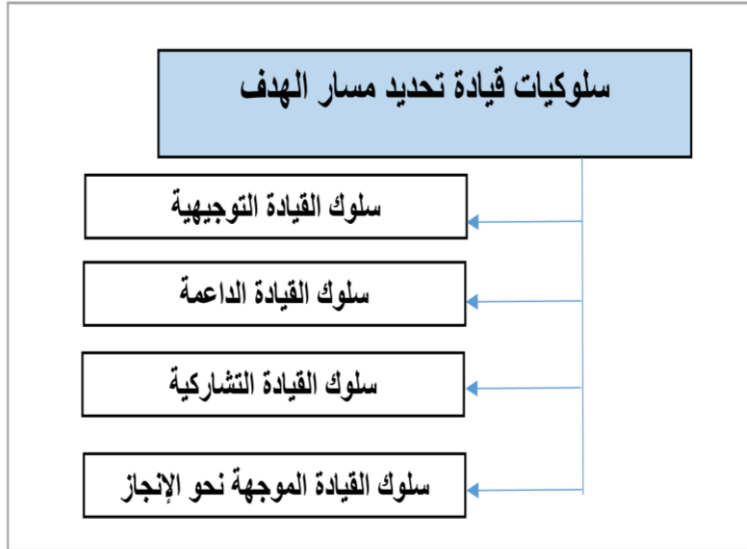 سلوكيات قيادة تحديد مسار الهدف
سلوك القيادة التوجيهية
سلوك القيادة الداعمة
سلوك القيادة التشاركية
سلوك القيادة الموجهة نحو الإنجاز